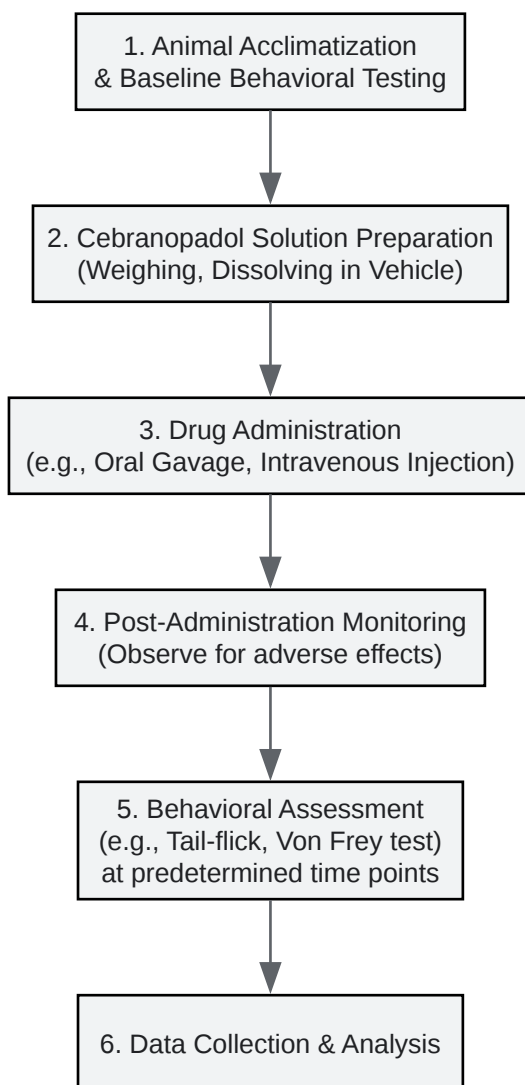 1. Animal Acclimatization
& Baseline Behavioral Testing
2. Cebranopadol Solution Preparation
(Weighing, Dissolving in Vehicle)
3. Drug Administration
(e.g., Oral Gavage, Intravenous Injection)
4. Post-Administration Monitoring
(Observe for adverse effects)
5. Behavioral Assessment
(e.g., Tail-flick, Von Frey test)
at predetermined time points
6. Data Collection & Analysis